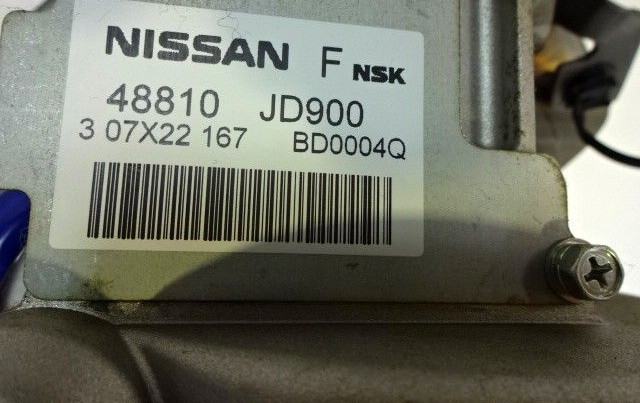 NISSAN F NSK
48810 JD900
3 07X22 167 BD0004Q